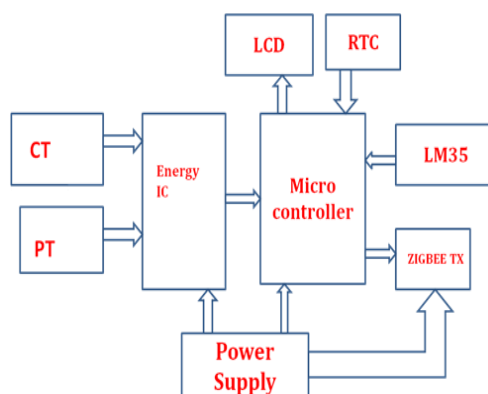 LCD
RTC
CT
Energy
IC
Micro
controller
LM35
PT
ZIGBEE TX
Power
Supply